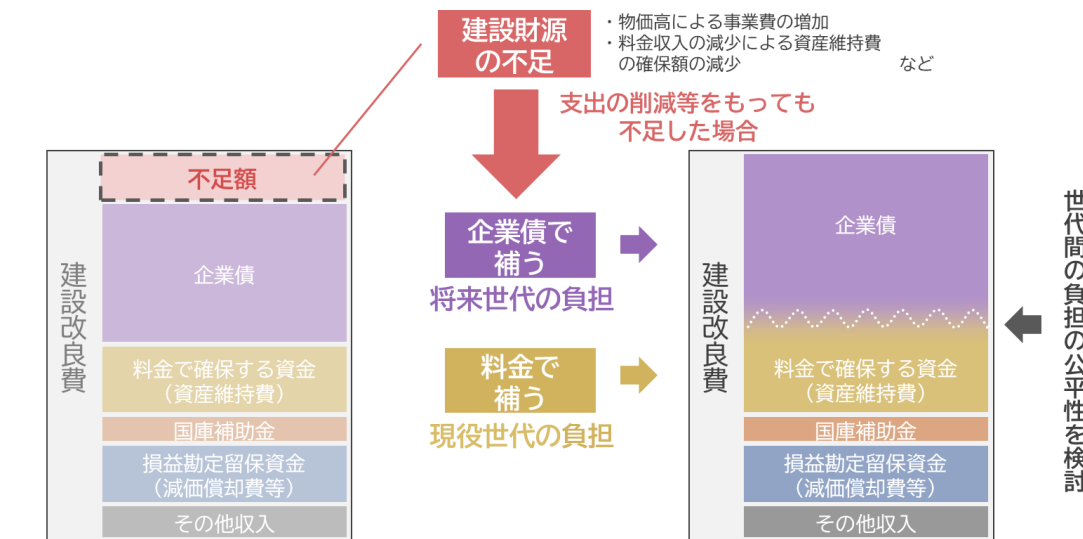 建設財源
の不足
・物価高による事業費の増加
・料金収入の減少による資産維持費
の確保額の減少 など
支出の削減等をもっても
不足した場合
建設改良費
不足額
企業債
料金で確保する資金
（資産維持費）
国庫補助金
損益勘定留保資金
（減価償却費等）
その他収入
企業債で
補う
将来世代の負担
料金で
補う
現役世代の負担
建設改良費
企業債
料金で確保する資金
（資産維持費）
国庫補助金
損益勘定留保資金
（減価償却費等）
その他収入
世代間の負担の公平性を検討